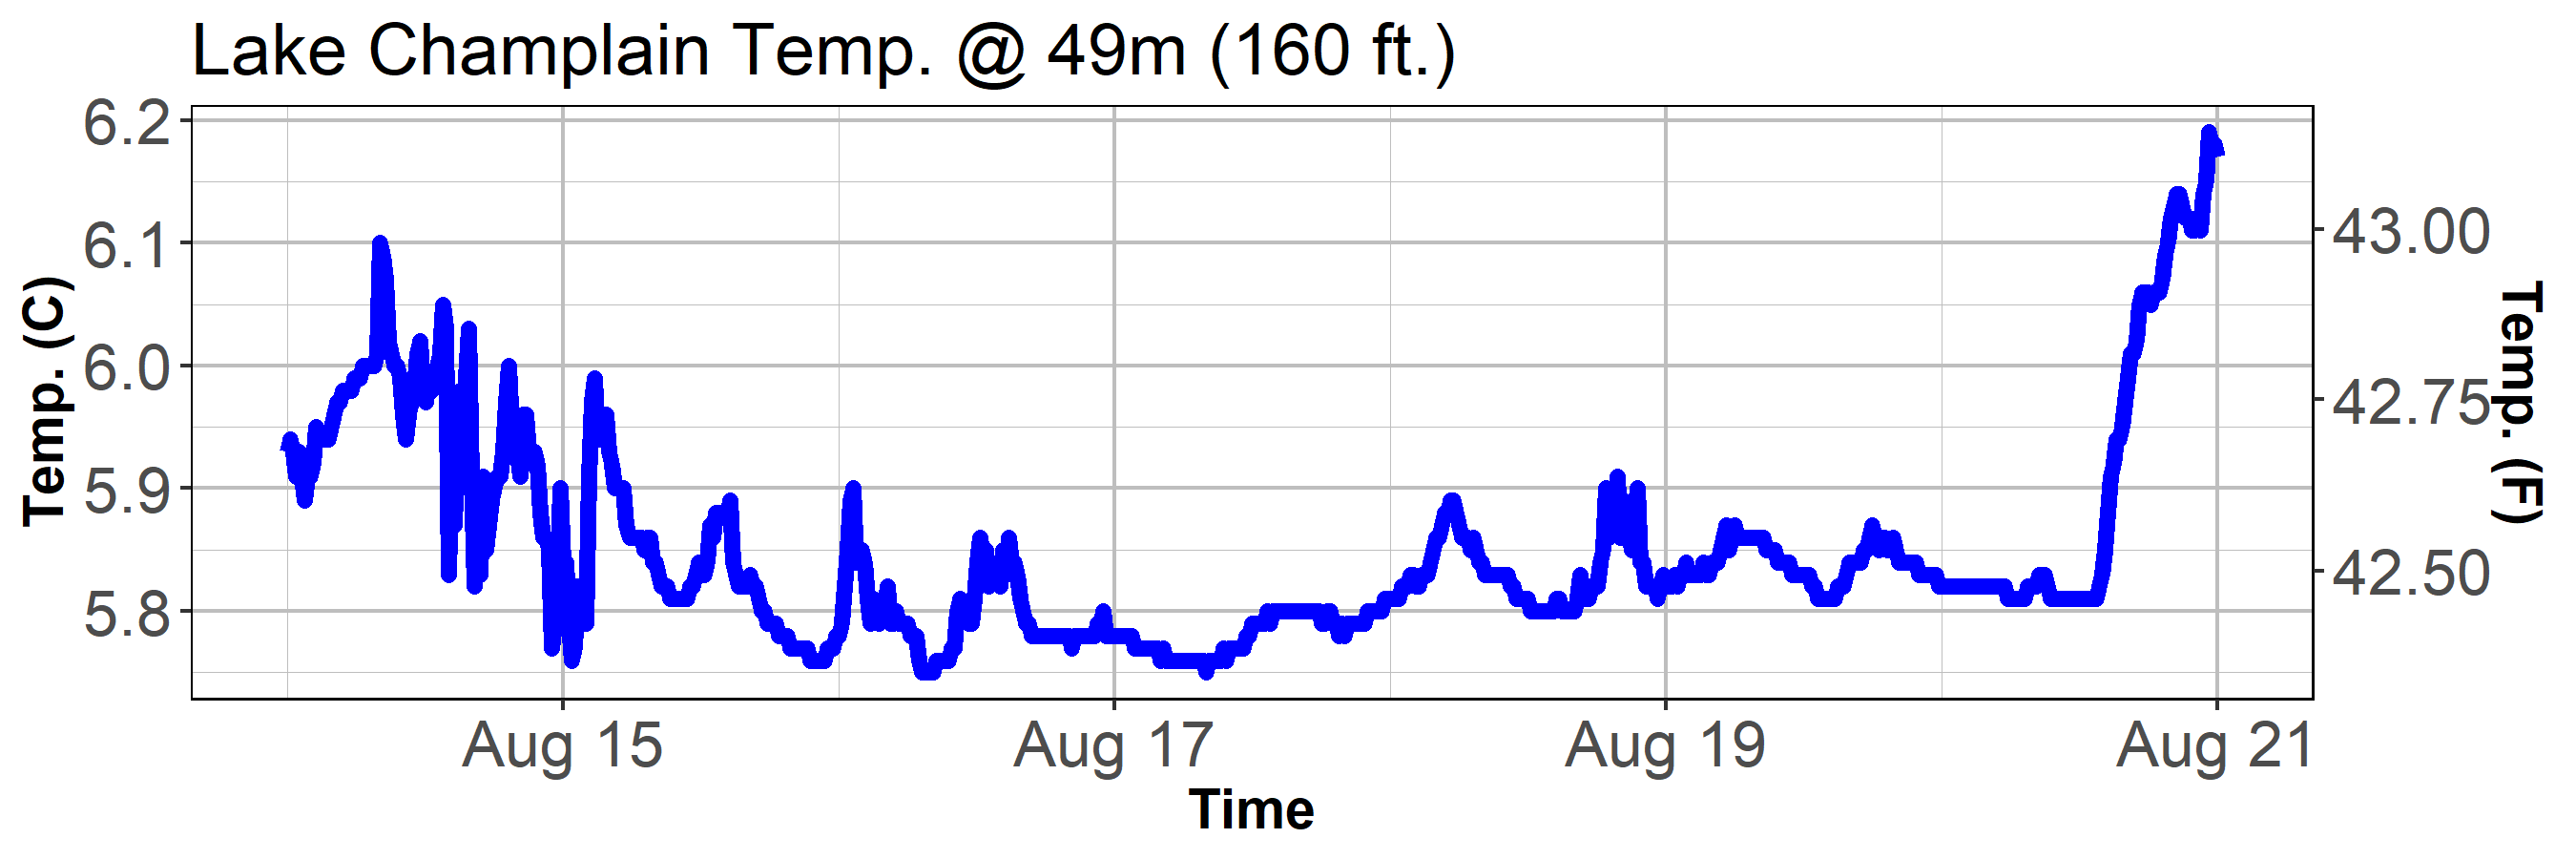 Lake Champlain Temp. @ 49m (160 ft.)
Temp. (C)
6.2
6.1
6.0
5.9
5.8
43.00
42.75
42.50
Temp. (F)
Aug 15
Aug 17
Aug 19
Aug 21
Time